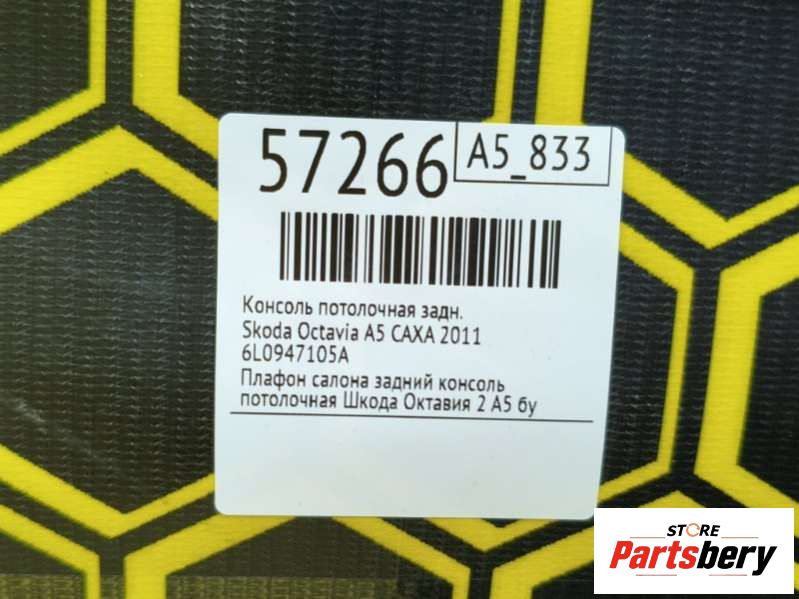 57266
A5_833
Консоль потолочная задн.
Skoda Octavia A5 CAXA 2011
6L0947105A
Плафон салона задний консоль
потолочная Шкода Октавия 2 А5 бу
STORE
Partsbery